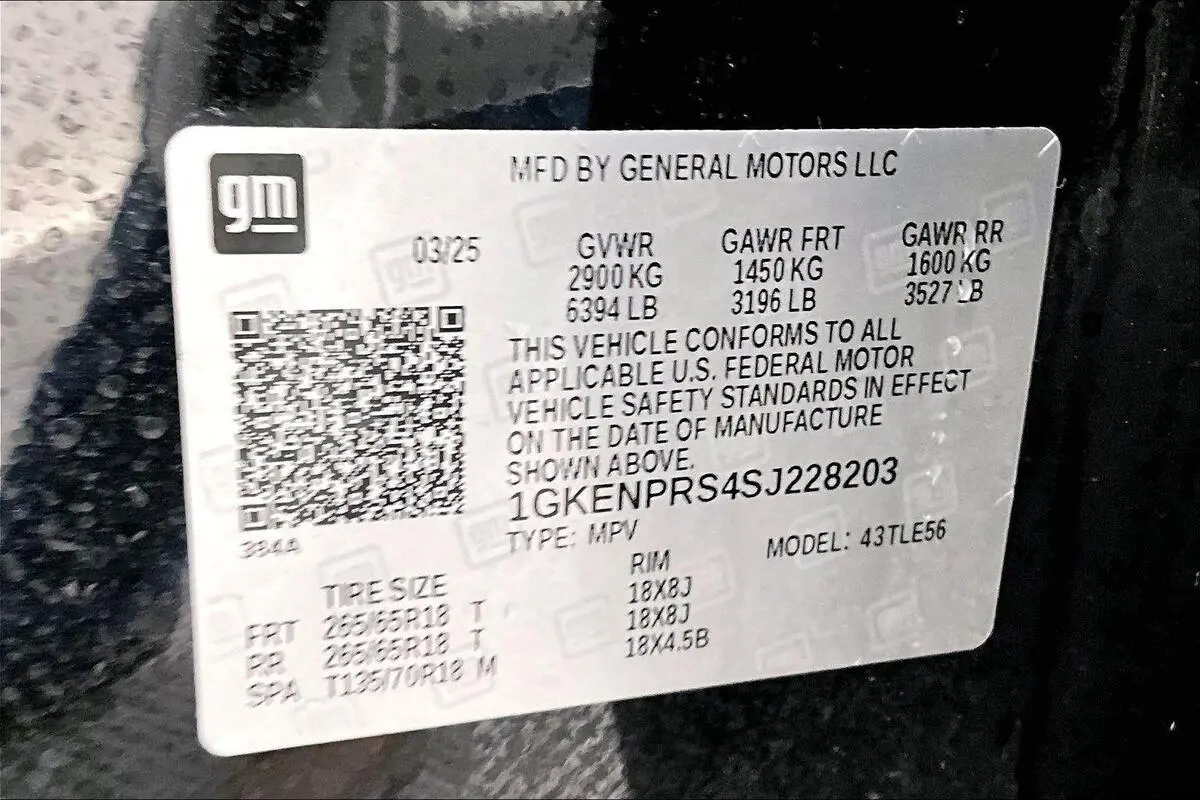 gm
MFD BY GENERAL MOTORS LLC
03/25 GVWR GAWR FRT GAWR RR
2900 KG 1450 KG 1600 KG
6394 LB 3196 LB 3527 LB
THIS VEHICLE CONFORMS TO ALL
APPLICABLE U.S. FEDERAL MOTOR
VEHICLE SAFETY STANDARDS IN EFFECT
ON THE DATE OF MANUFACTURE
SHOWN ABOVE.
1GKENPRS4SJ228203
TYPE: MPV MODEL: 43TLE56
TIRE SIZE RIM
FRT 265/65R18 T 18X8J
RR 265/65R18 T 18X8J
SPA T135/70R18 M 18X4.5B